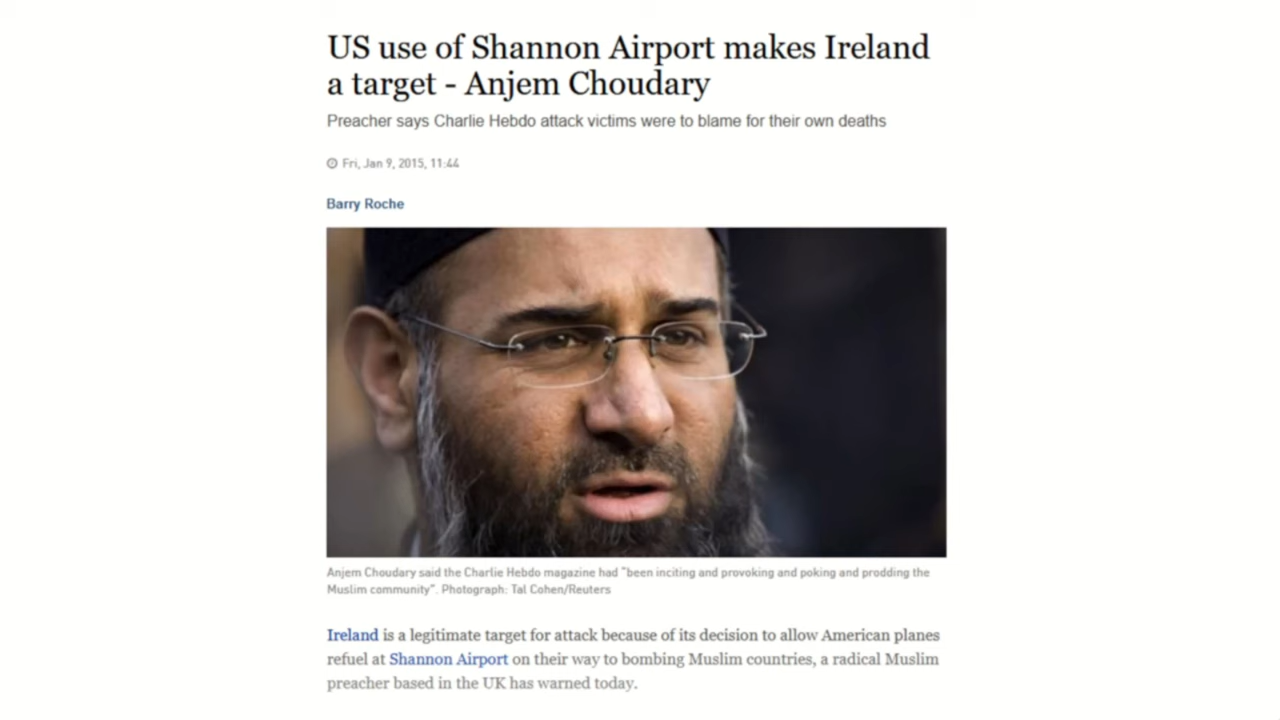 US use of Shannon Airport makes Ireland
a target - Anjem Choudary
Preacher says Charlie Hebdo attack victims were to blame for their own deaths
Fri, Jan 9, 2015, 11:44
Barry Roche
Anjem Choudary said the Charlie Hebdo magazine had "been inciting and provoking and poking and prodding the
Muslim community". Photograph: Tal Cohen/Reuters
Ireland is a legitimate target for attack because of its decision to allow American planes
refuel at Shannon Airport on their way to bombing Muslim countries, a radical Muslim
preacher based in the UK has warned today.